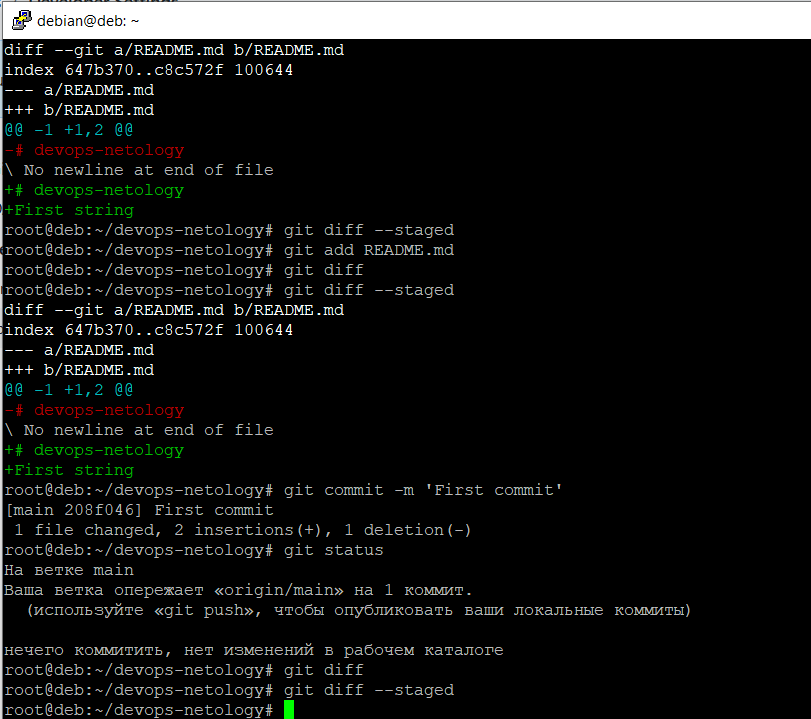 debian@deb: ~
diff --git a/README.md b/README.md
index 647b370..c8c572f 100644
--- a/README.md
+++ b/README.md
@@ -1 +1,2 @@
-# devops-netology
\ No newline at end of file
+# devops-netology
+First string
root@deb:~/devops-netology# git diff --staged
root@deb:~/devops-netology# git add README.md
root@deb:~/devops-netology# git diff
root@deb:~/devops-netology# git diff --staged
diff --git a/README.md b/README.md
index 647b370..c8c572f 100644
--- a/README.md
+++ b/README.md
@@ -1 +1,2 @@
-# devops-netology
\ No newline at end of file
+# devops-netology
+First string
root@deb:~/devops-netology# git commit -m 'First commit'
[main 208f046] First commit
 1 file changed, 2 insertions(+), 1 deletion(-)
root@deb:~/devops-netology# git status
На ветке main
Ваша ветка опережает «origin/main» на 1 коммит.
  (используйте «git push», чтобы опубликовать ваши локальные коммиты)
нечего коммитить, нет изменений в рабочем каталоге
root@deb:~/devops-netology# git diff
root@deb:~/devops-netology# git diff --staged
root@deb:~/devops-netology#